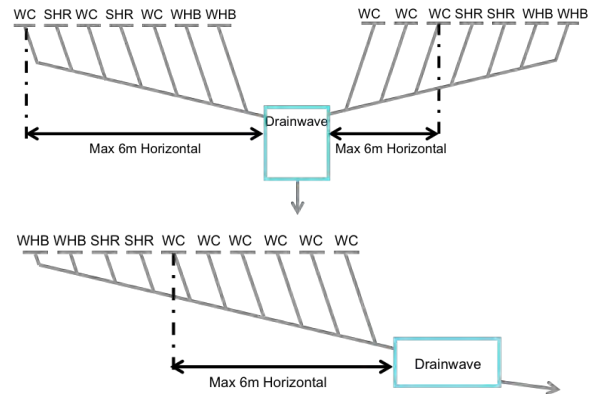 WC SHR WC SHR WC WHB WHB
WC WC WC SHR SHR WHB WHB
Drainwave
Max 6m Horizontal
Max 6m Horizontal
WHB WHB SHR SHR WC WC WC WC WC WC
Max 6m Horizontal
Drainwave